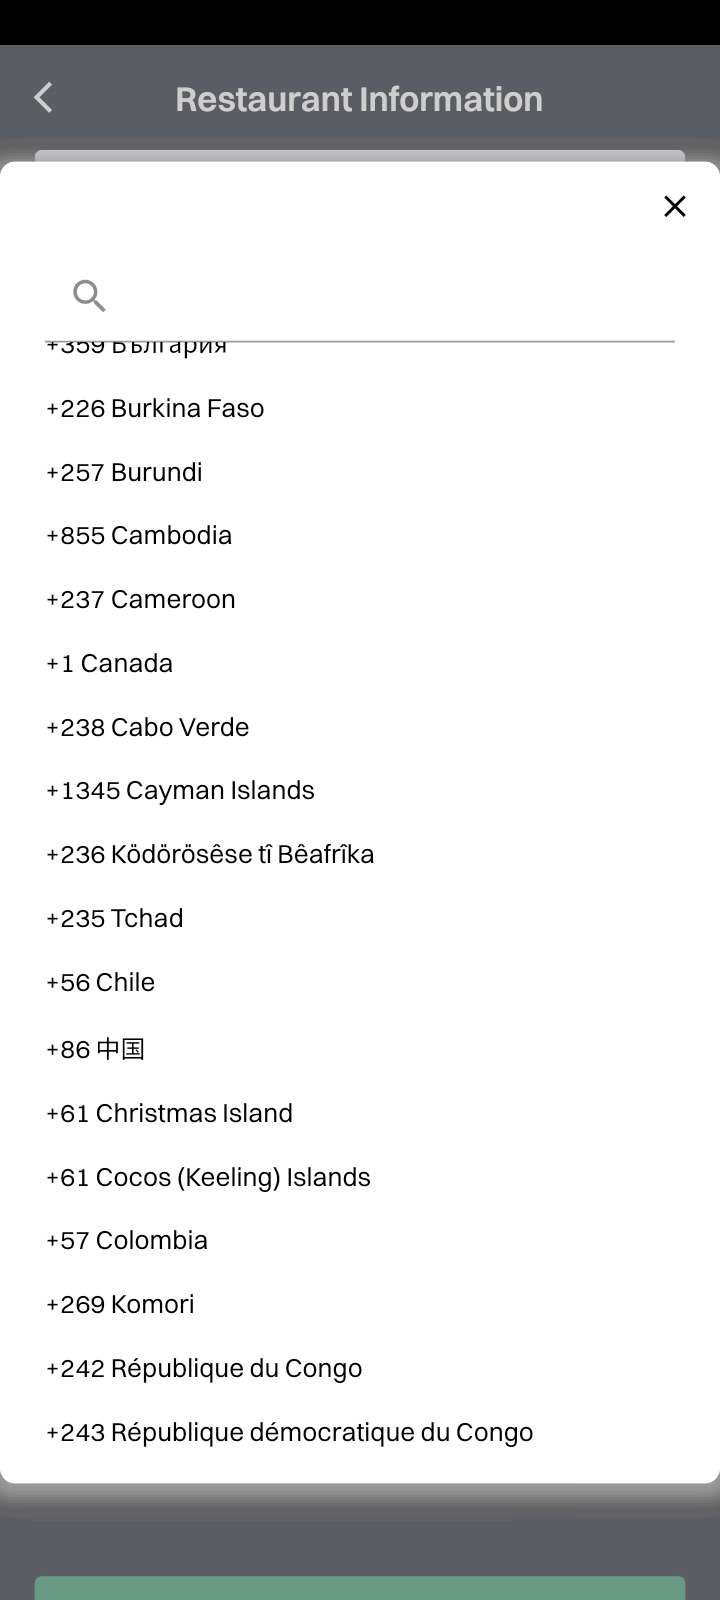 Restaurant Information
+359 България
+226 Burkina Faso
+257 Burundi
+855 Cambodia
+237 Cameroon
+1 Canada
+238 Cabo Verde
+1345 Cayman Islands
+236 Ködörösêse tî Bêafrîka
+235 Tchad
+56 Chile
+86 中国
+61 Christmas Island
+61 Cocos (Keeling) Islands
+57 Colombia
+269 Komori
+242 République du Congo
+243 République démocratique du Congo